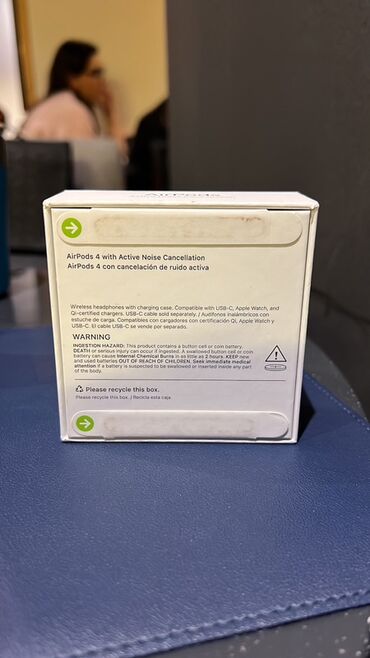 AirPods
AirPods 4 with Active Noise Cancellation
AirPods 4 con cancelación de ruido activa
Wireless headphones with charging case. Compatible with USB-C, Apple Watch, and
Qi-certified chargers. USB-C cable sold separately. / Audífonos inalámbricos con
estuche de carga. Compatibles con cargadores con certificación Qi, Apple Watch y
USB-C. El cable USB-C se vende por separado.
WARNING
INGESTION HAZARD: This product contains a button cell or coin battery.
DEATH or serious injury can occur if ingested. A swallowed button cell or coin
battery can cause Internal Chemical Burns in as little as 2 hours. KEEP new
and used batteries OUT OF REACH OF CHILDREN. Seek immediate medical
attention if a battery is suspected to be swallowed or inserted inside any part
of the body.
Please recycle this box.
Please recycle this box. / Recicla esta caja